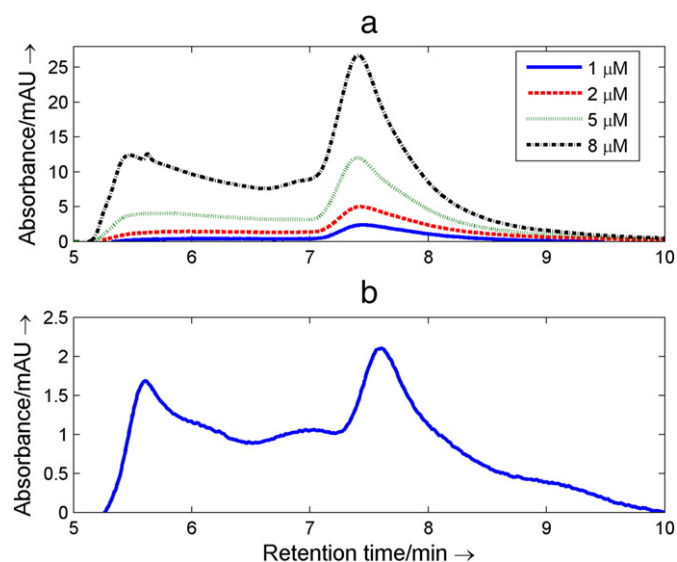 a
Absorbance/mAU →
25
20
15
10
5
0
5 6 7 8 9 10
1 μM
2 μM
5 μM
8 μM
b
Absorbance/mAU →
2.5
2
1.5
1
0.5
0
5 6 7 8 9 10
Retention time/min →